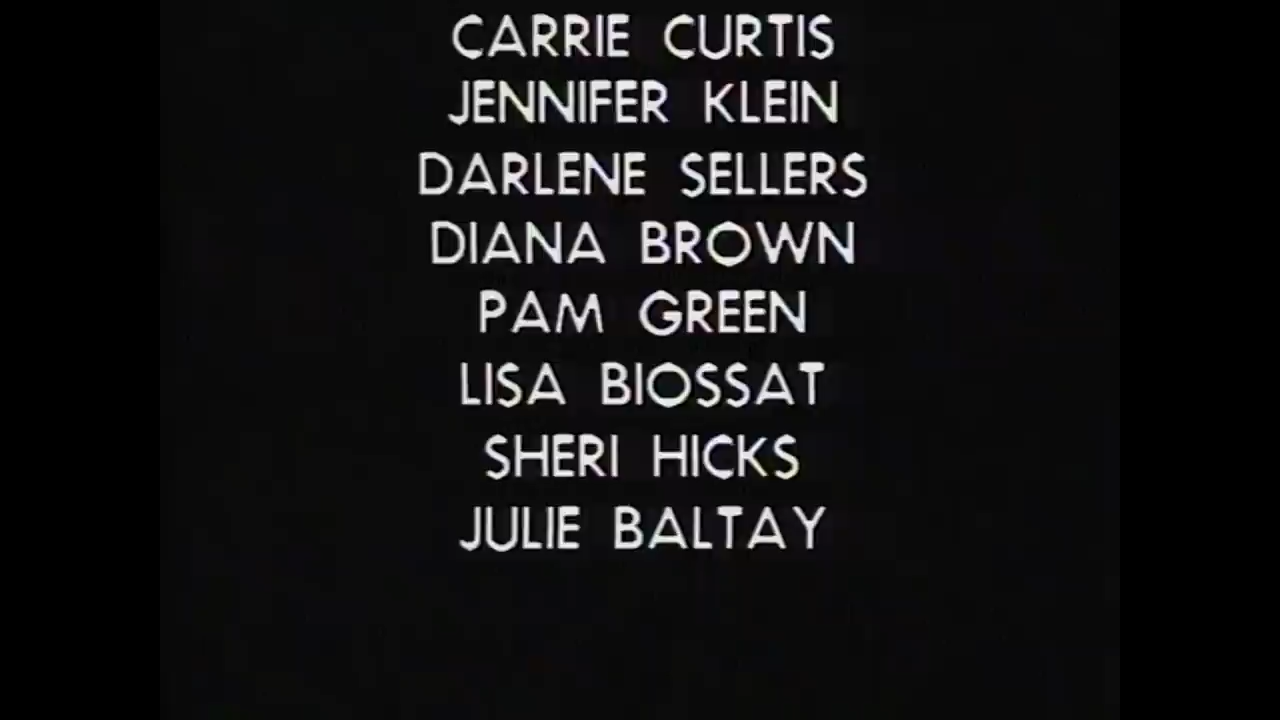 CARRIE CURTIS
JENNIFER KLEIN
DARLENE SELLERS
DIANA BROWN
PAM GREEN
LISA BIOSSAT
SHERI HICKS
JULIE BALTAY